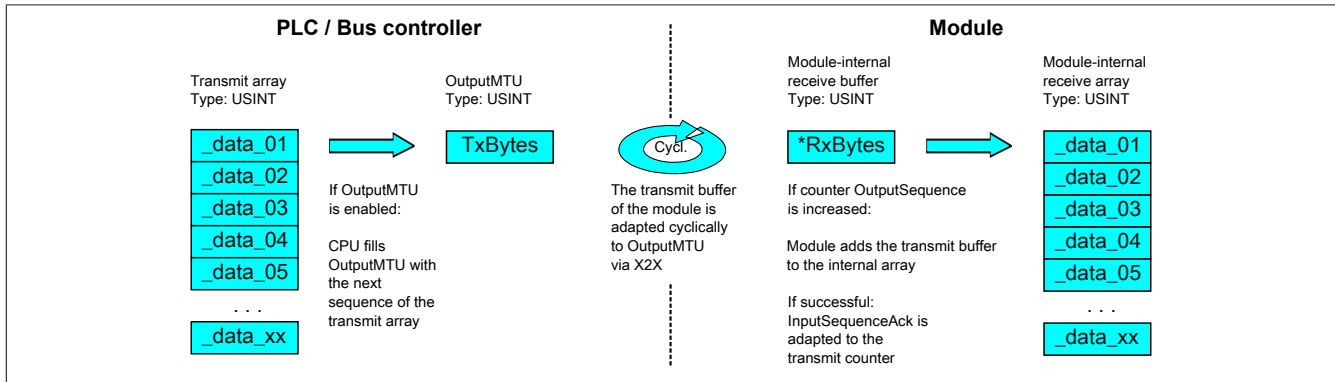 PLC / Bus controller
Module
Transmit array
Type: USINT
OutputMTU
Type: USINT
Module-internal
receive buffer
Type: USINT
Module-internal
receive array
Type: USINT
_data_01
_data_02
_data_03
_data_04
_data_05
. . .
_data_xx
If OutputMTU
is enabled:
CPU fills
OutputMTU with
the next
sequence of the
transmit array
TxBytes
Cycl.
The transmit buffer
of the module is
adapted cyclically
to OutputMTU
via X2X
*RxBytes
If counter OutputSequence
is increased:
Module adds the transmit buffer
to the internal array
If successful:
InputSequenceAck is
adapted to the
transmit counter
_data_01
_data_02
_data_03
_data_04
_data_05
. . .
_data_xx